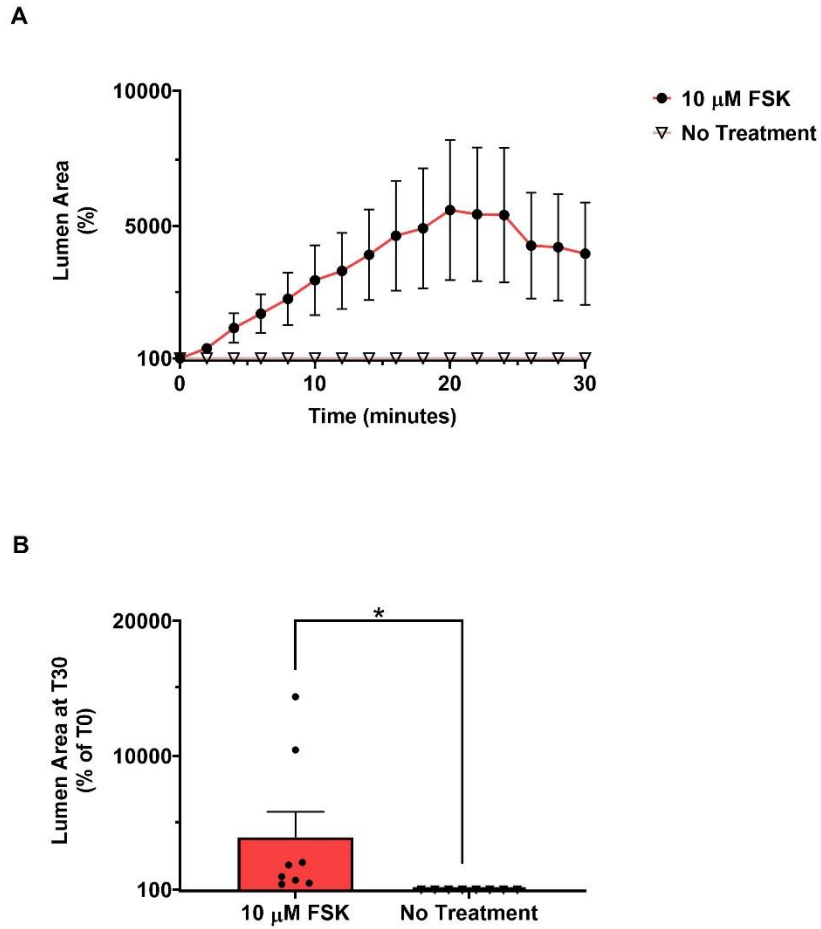 A
10000
5000
100
Lumen Area
(%)
0
10
20
30
Time (minutes)
10 μM FSK
No Treatment
B
20000
10000
100
Lumen Area at T30
(% of T0)
*
10 μM FSK
No Treatment